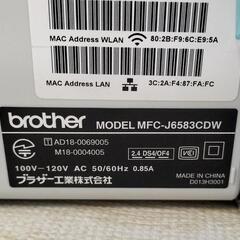 MAC Address WLAN 80:2B:F9:6C:E9:5A
MAC Address LAN 3C:2A:F4:87:FA:FC
brother MODEL MFC-J6583CDW
T AD18-0069005
M18-0004005
2.4 DS4/OF4
VCI
100V-120V AC 50/60Hz 0.85A
ブラザー工業株式会社
MADE IN CHINA
D013H3001